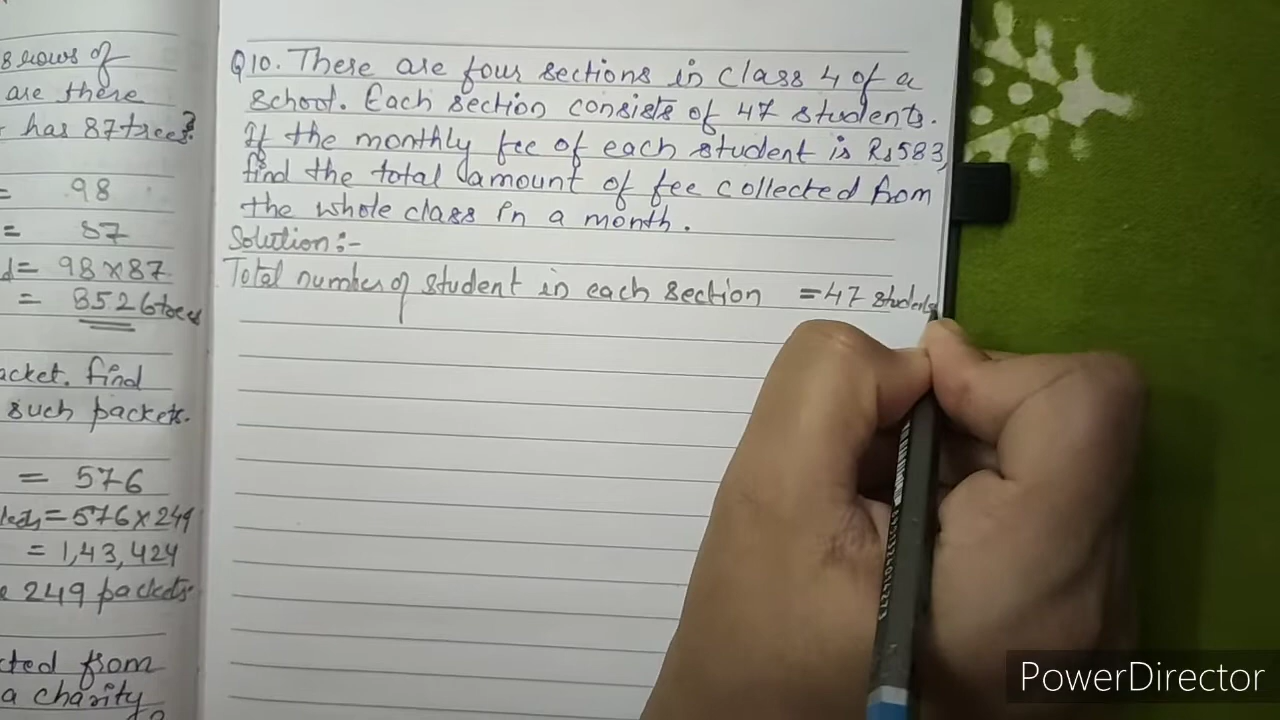 8 rows of
are there
has 87 trees?
= 98
= 87
= 98×87
= 8526 trees
acket. find
such packets.
= 576
= 576×249
= 1,43,424
249 packets.
cted from
a charity
Q10. There are four sections in class 4 of a
school. Each section consists of 47 students.
If the monthly fee of each student is Rs583,
find the total amount of fee collected from
the whole class in a month.
Solution:-
Total number of student in each section = 47 students
PowerDirector